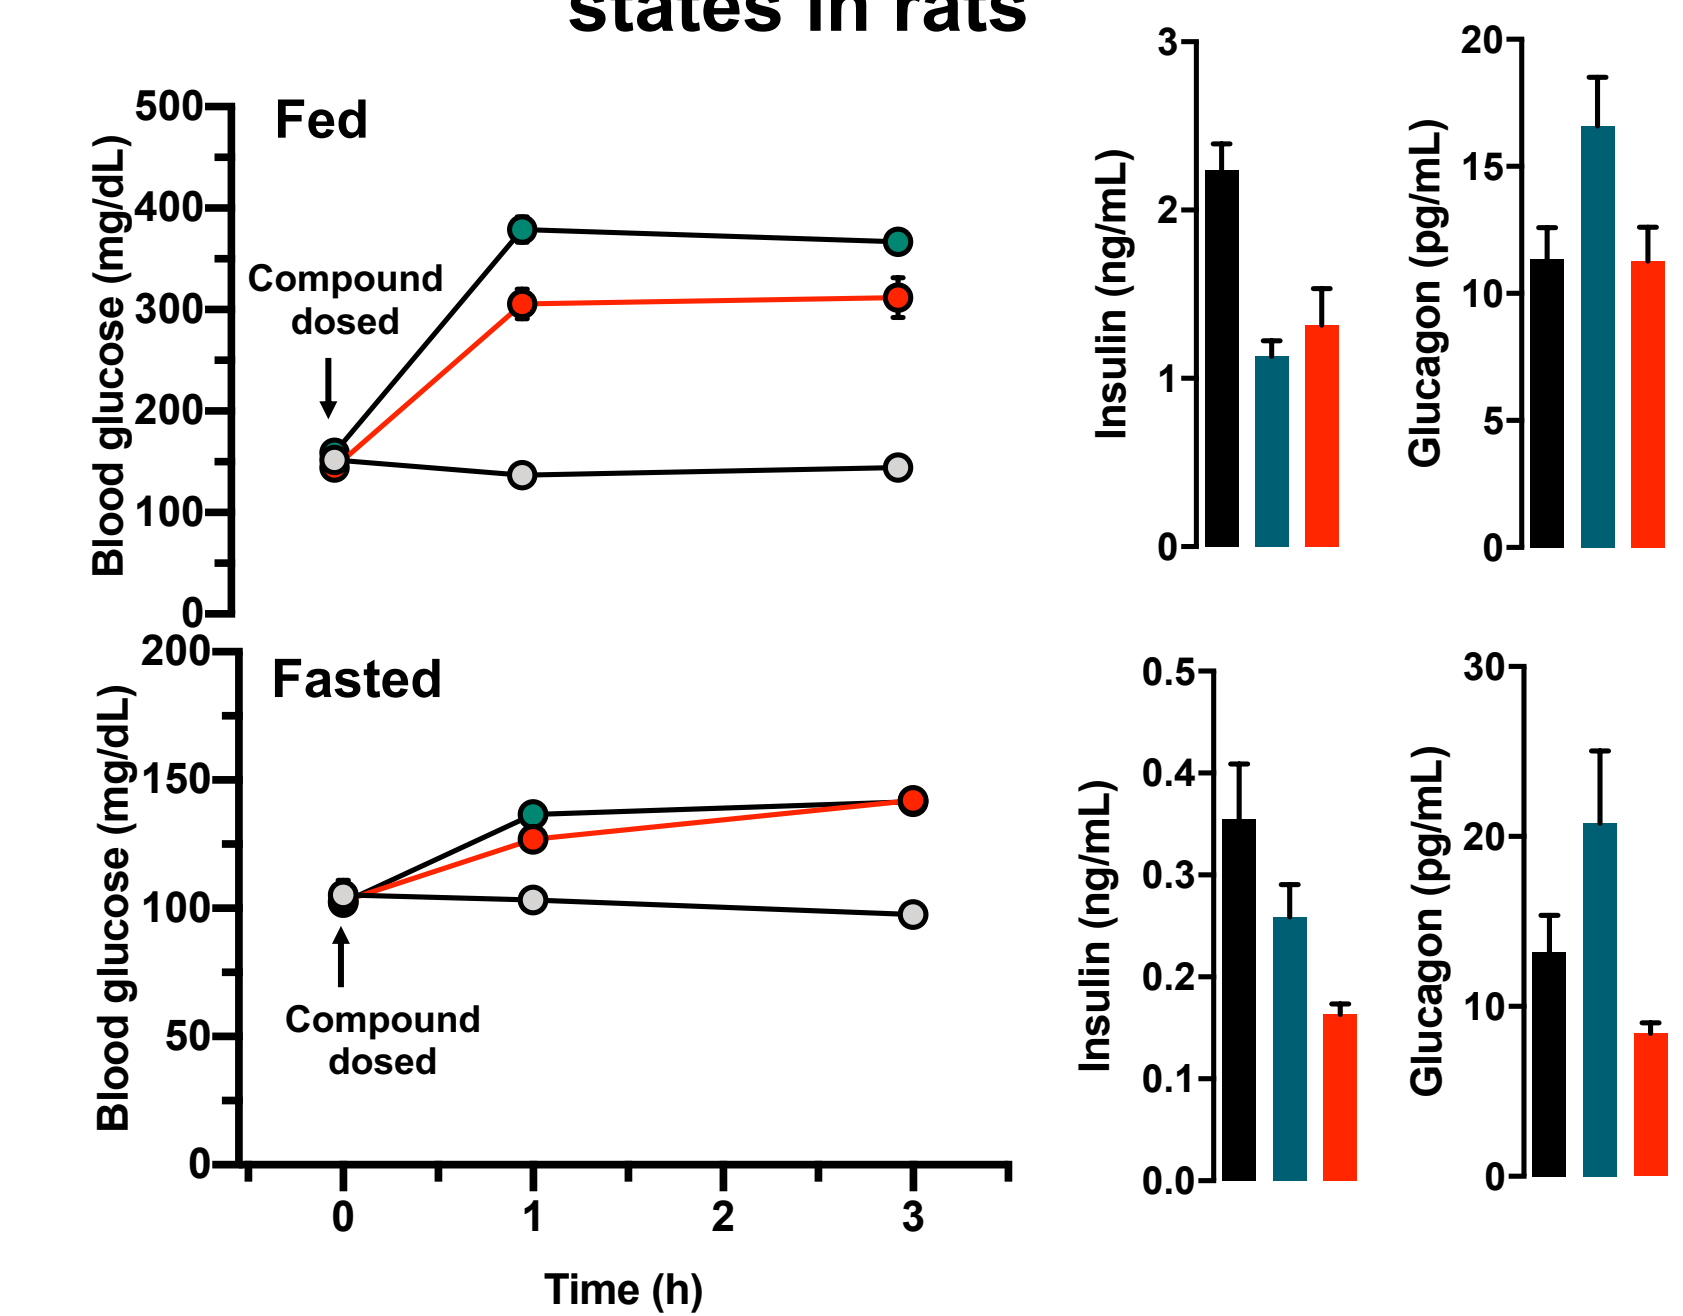 states in rats
Fed
Blood glucose (mg/dL)
500
400
300
200
100
0
Compound
dosed
Insulin (ng/mL)
3
2
1
0
Glucagon (pg/mL)
20
15
10
5
0
Fasted
Blood glucose (mg/dL)
200
150
100
50
0
Compound
dosed
0 1 2 3
Time (h)
Insulin (ng/mL)
0.5
0.4
0.3
0.2
0.1
0.0
Glucagon (pg/mL)
30
20
10
0